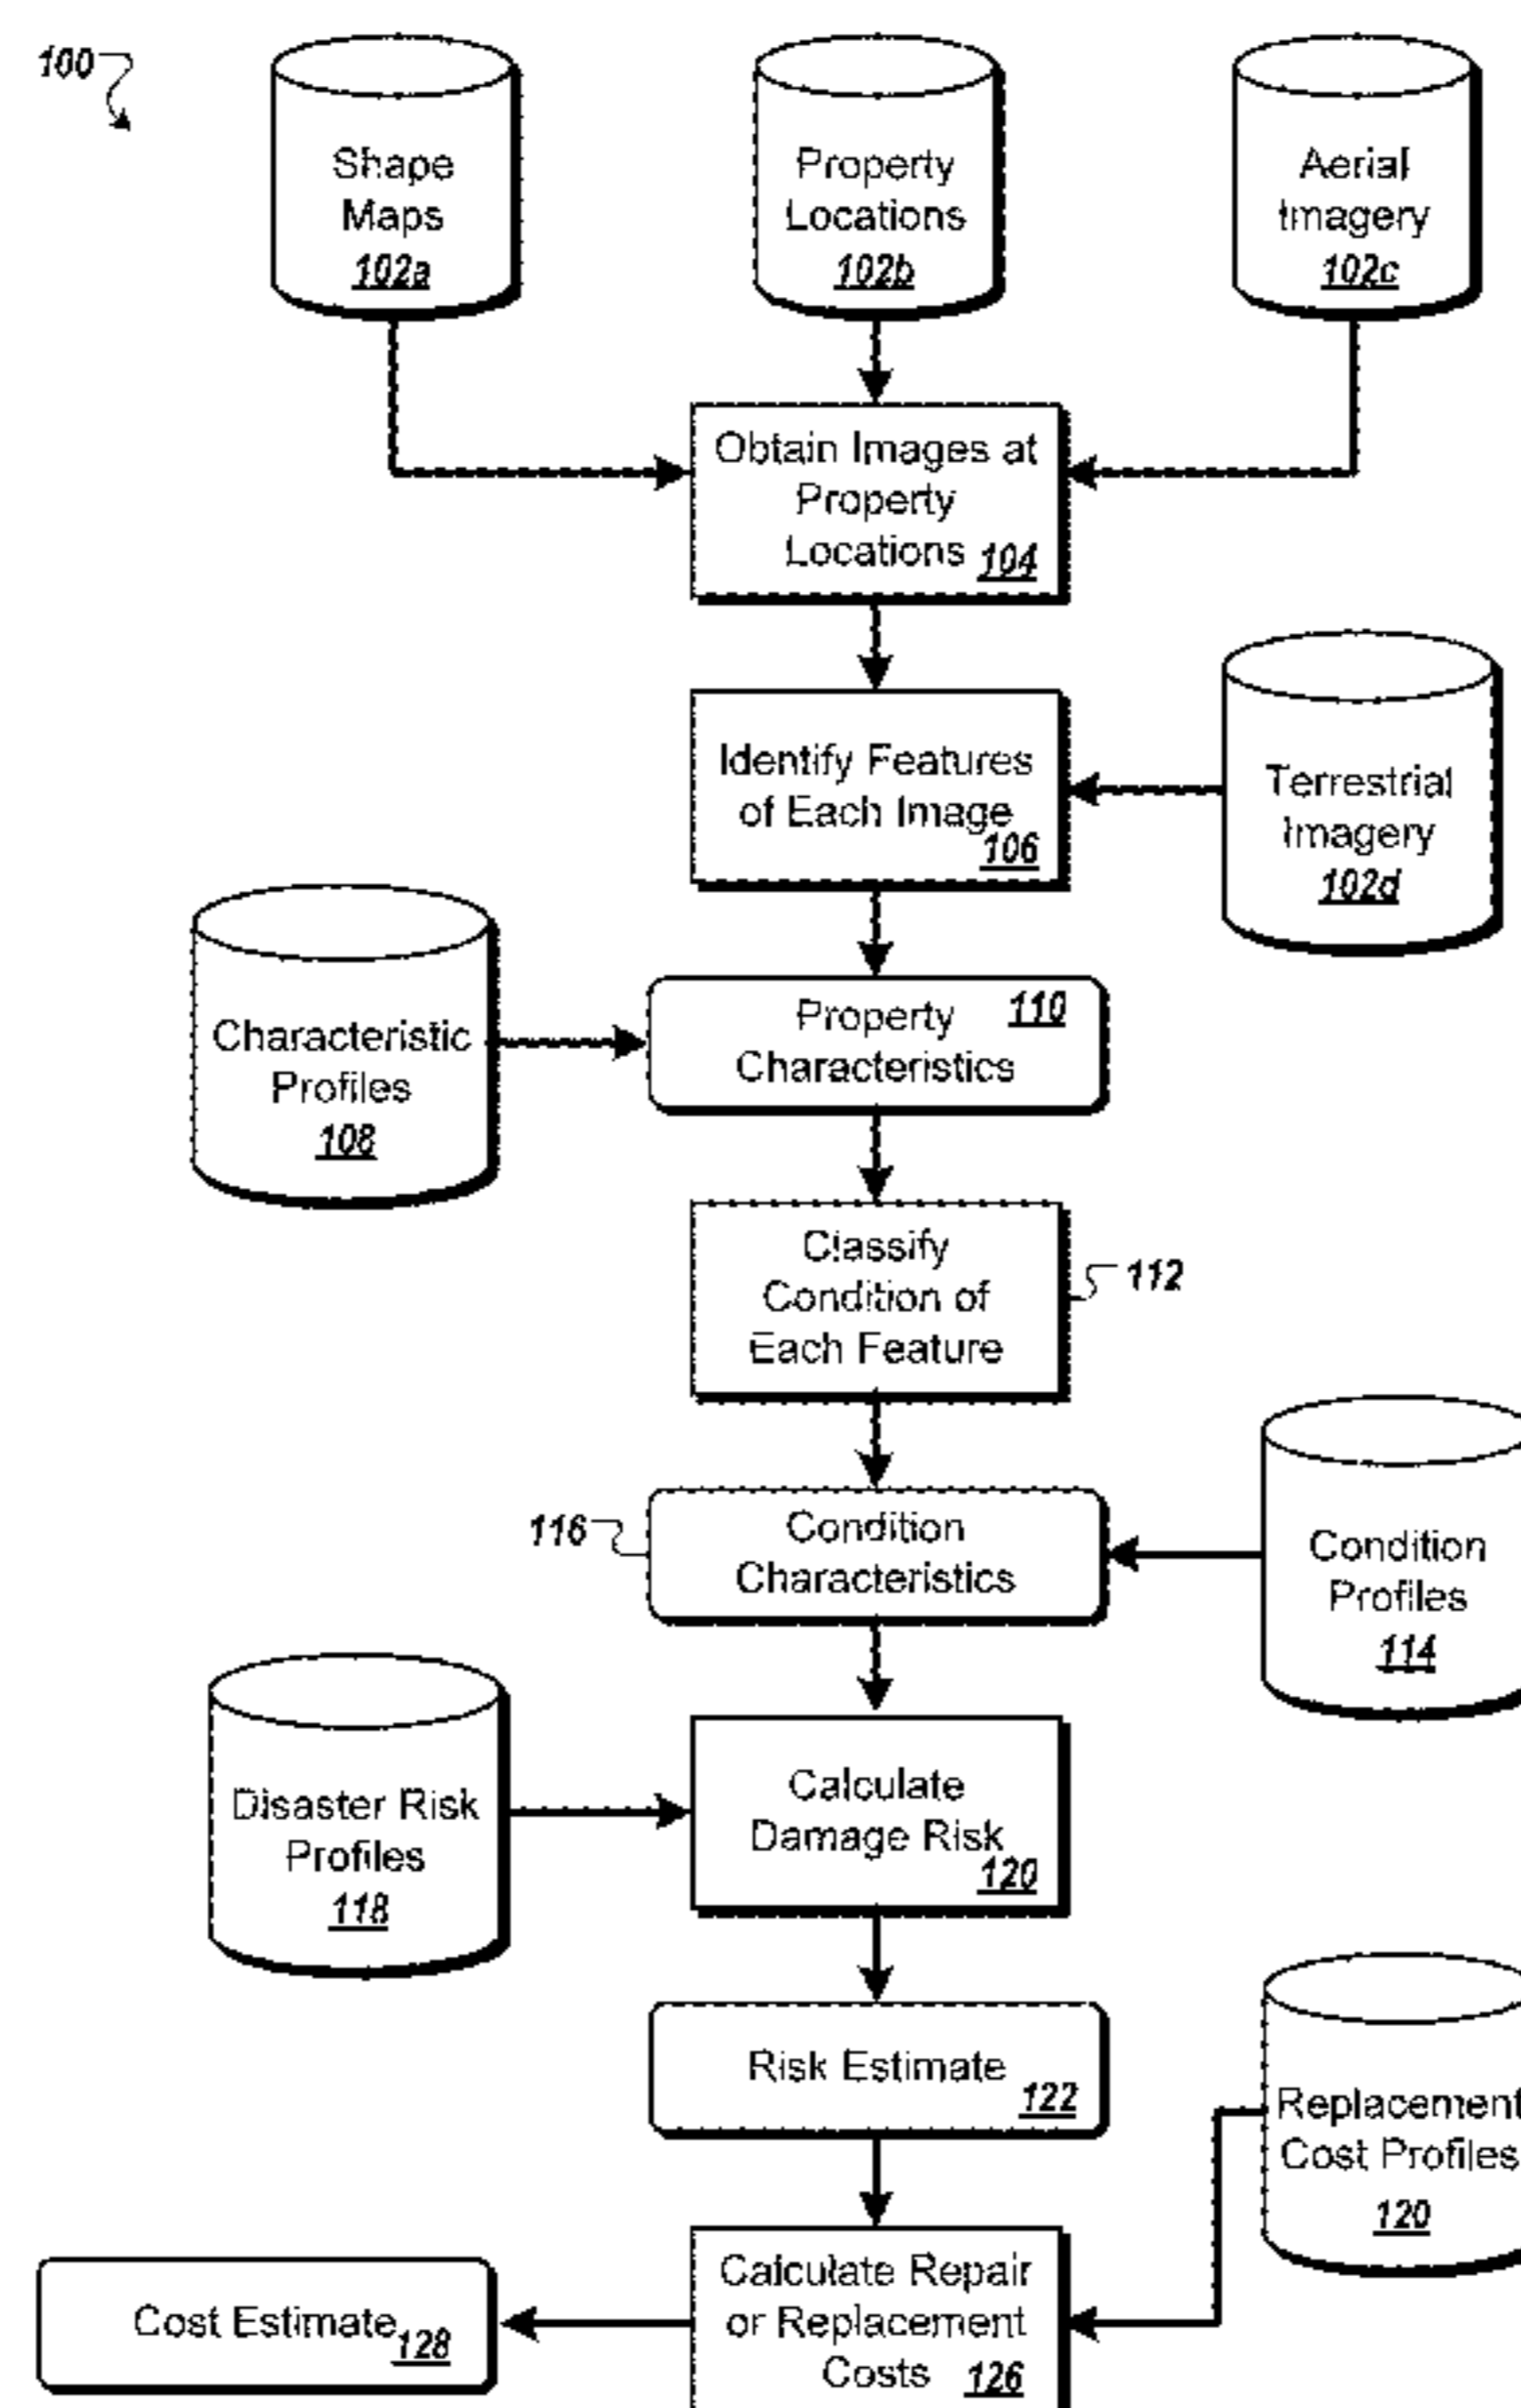 100
Shape
Maps
102a
Property
Locations
102b
Aerial
Imagery
102c
Obtain Images at
Property
Locations 104
Identify Features
of Each Image
106
Terrestrial
Imagery
102d
Characteristic
Profiles
108
Property 110
Characteristics
Classify
Condition of
Each Feature
112
116
Condition
Characteristics
Condition
Profiles
114
Disaster Risk
Profiles
118
Calculate
Damage Risk
120
Risk Estimate
122
Replacement
Cost Profiles
120
Calculate Repair
or Replacement
Costs 126
Cost Estimate
128